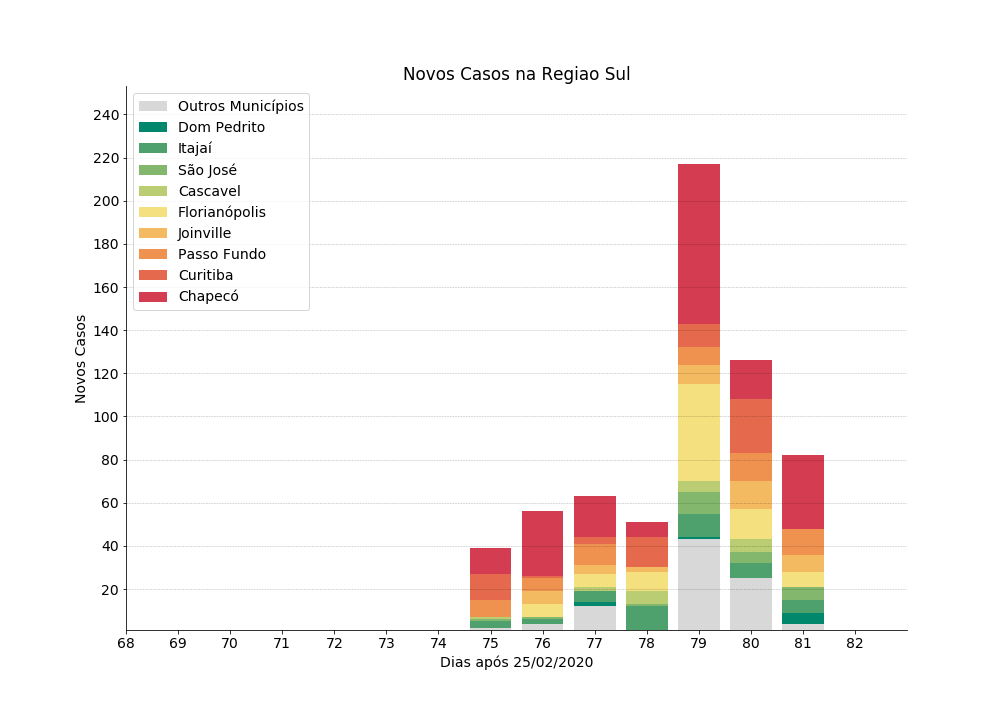 Novos Casos na Regiao Sul
Outros Municípios
Dom Pedrito
Itajaí
São José
Cascavel
Florianópolis
Joinville
Passo Fundo
Curitiba
Chapecó
Novos Casos
240
220
200
180
160
140
120
100
80
60
40
20
68 69 70 71 72 73 74 75 76 77 78 79 80 81 82
Dias após 25/02/2020